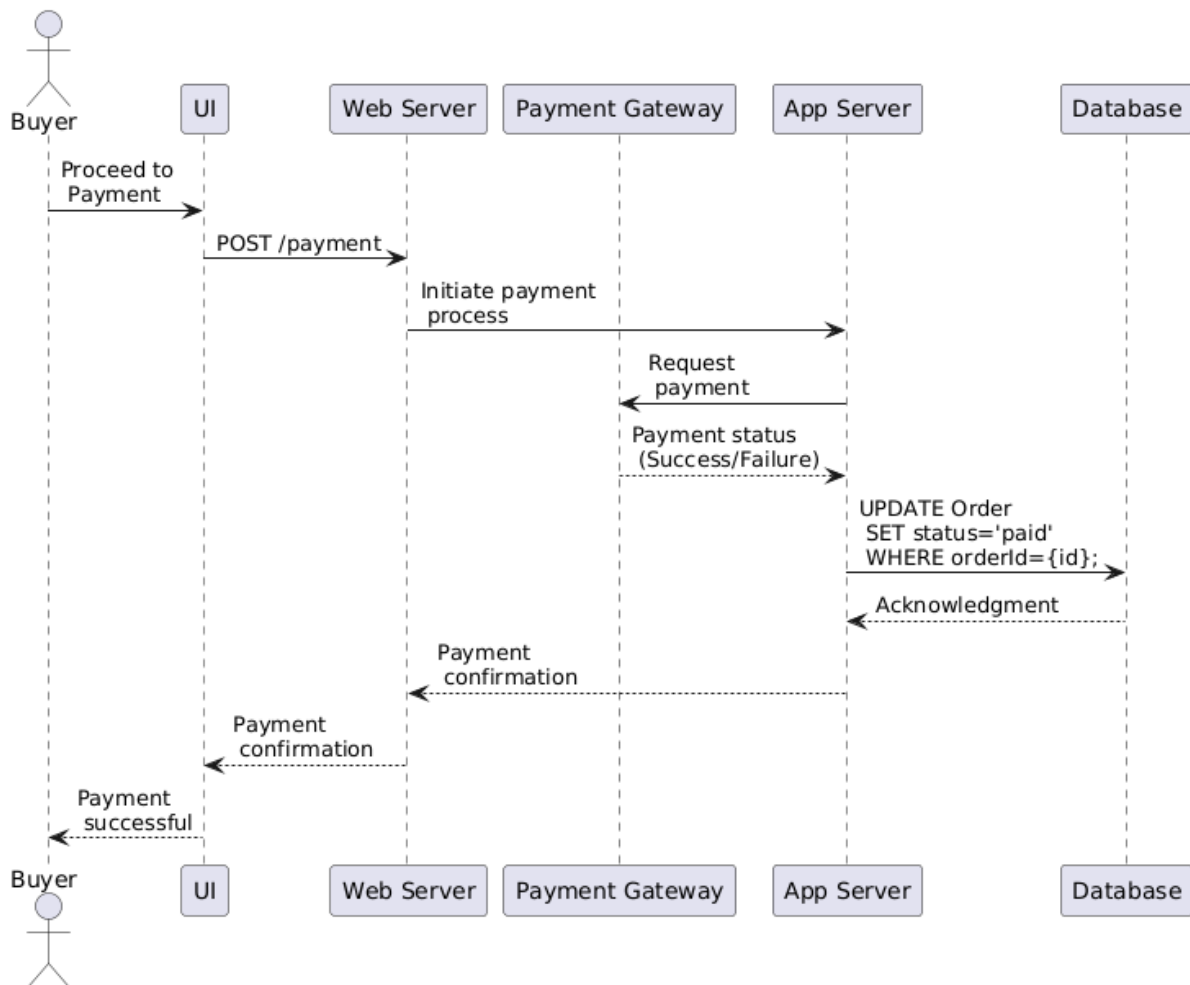 Buyer
UI
Web Server
Payment Gateway
App Server
Database
Proceed to
Payment
POST /payment
Initiate payment
process
Request
payment
Payment status
(Success/Failure)
UPDATE Order
SET status='paid'
WHERE orderId={id};
Acknowledgment
Payment
confirmation
Payment
confirmation
Payment
successful
Buyer
UI
Web Server
Payment Gateway
App Server
Database